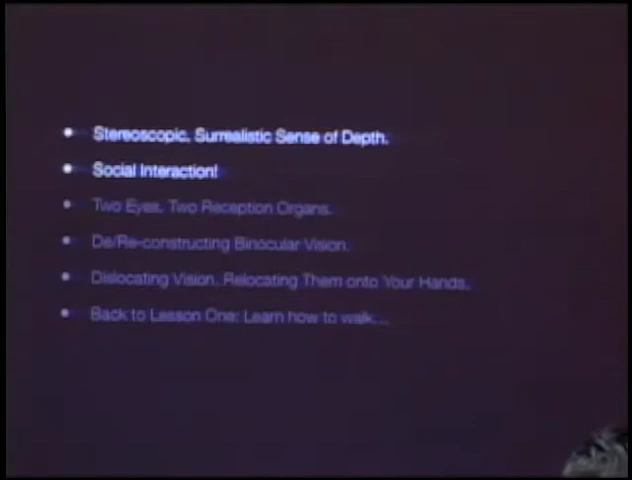 Stereoscopic, Surrealistic Sense of Depth.
Social Interaction!
Two Eyes, Two Reception Organs.
De/Re-constructing Binocular Vision.
Dislocating Vision, Relocating Them onto Your Hands.
Back to Lesson One: Learn how to walk...